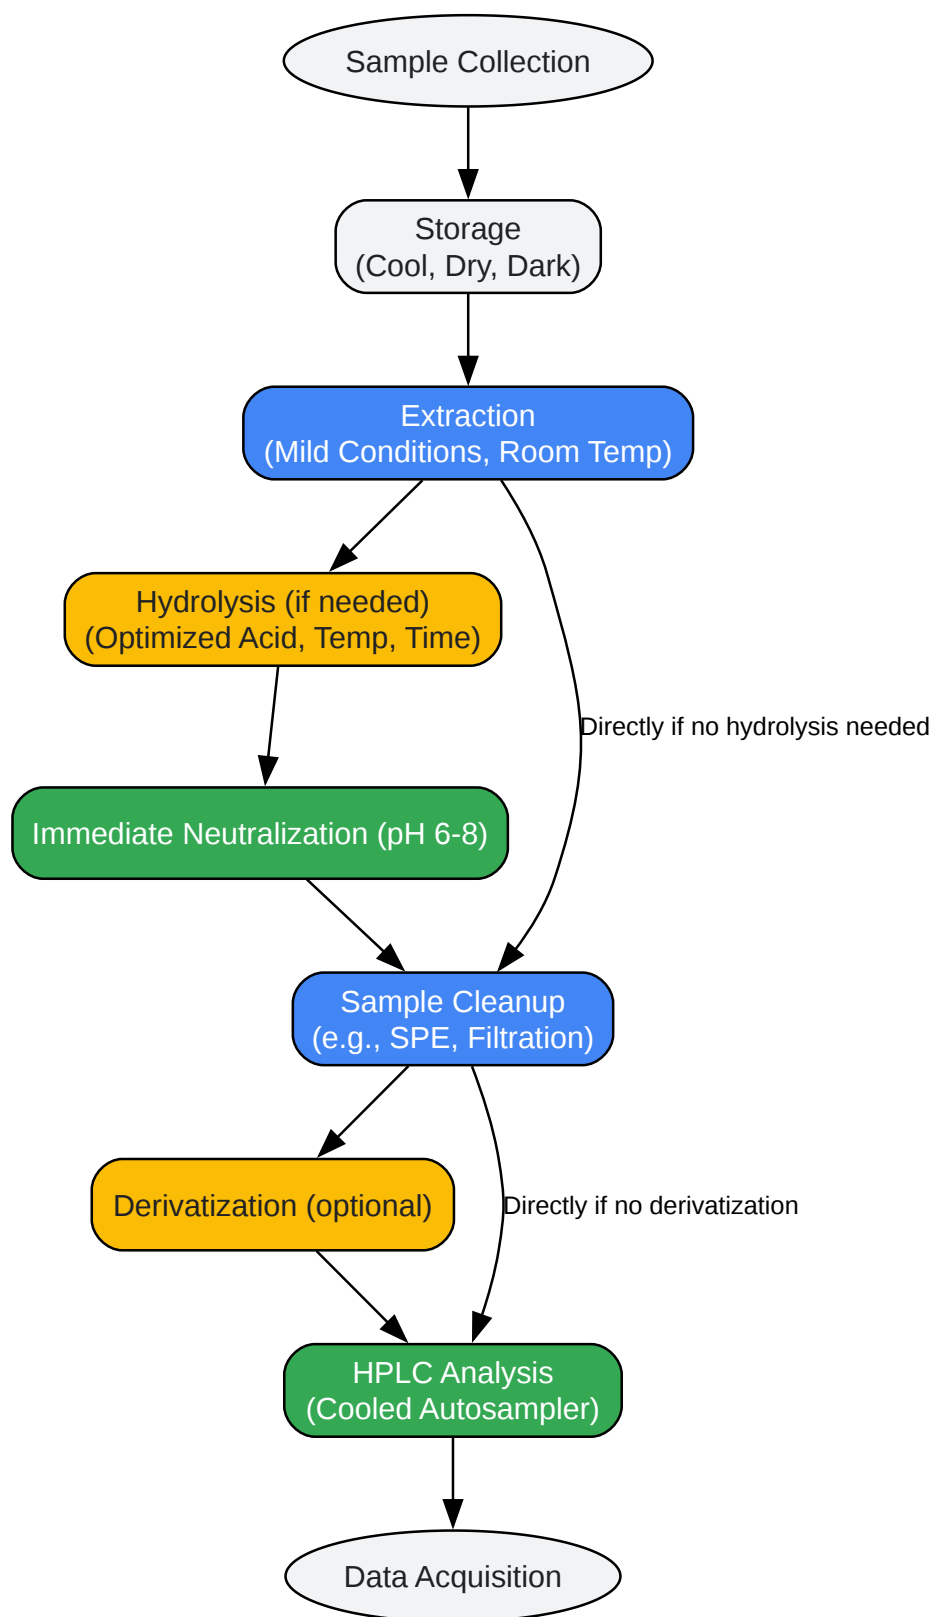 Sample Collection
Storage
(Cool, Dry, Dark)
Extraction
(Mild Conditions, Room Temp)
Hydrolysis (if needed)
(Optimized Acid, Temp, Time)
Directly if no hydrolysis needed
Immediate Neutralization (pH 6-8)
Sample Cleanup
(e.g., SPE, Filtration)
Derivatization (optional)
Directly if no derivatization
HPLC Analysis
(Cooled Autosampler)
Data Acquisition